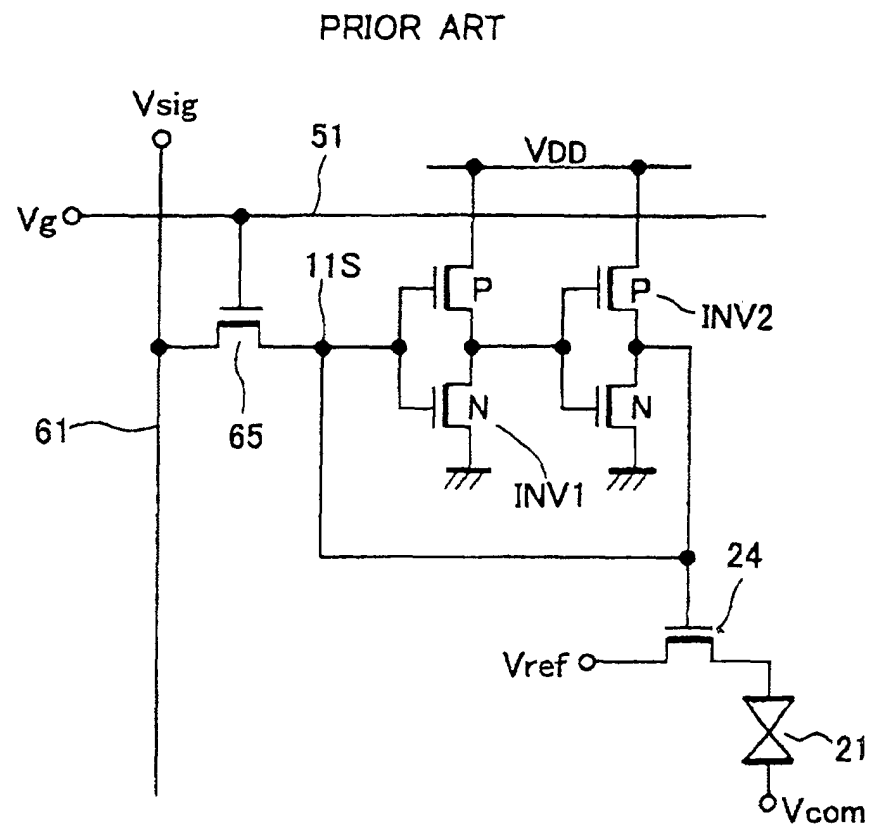 PRIOR ART
Vsig
51
VDD
Vg
11S
P
P
INV2
61
65
N
N
INV1
24
Vref
21
Vcom